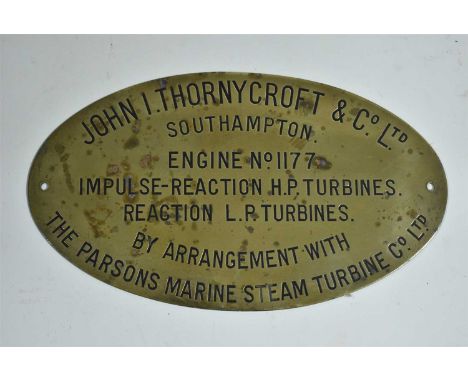 JOHN I. THORNYCROFT & Cº. LTD
SOUTHAMPTON.
ENGINE Nº 1177
IMPULSE-REACTION H.P. TURBINES.
REACTION L.P. TURBINES.
BY ARRANGEMENT WITH
THE PARSONS MARINE STEAM TURBINE Cº. LTD